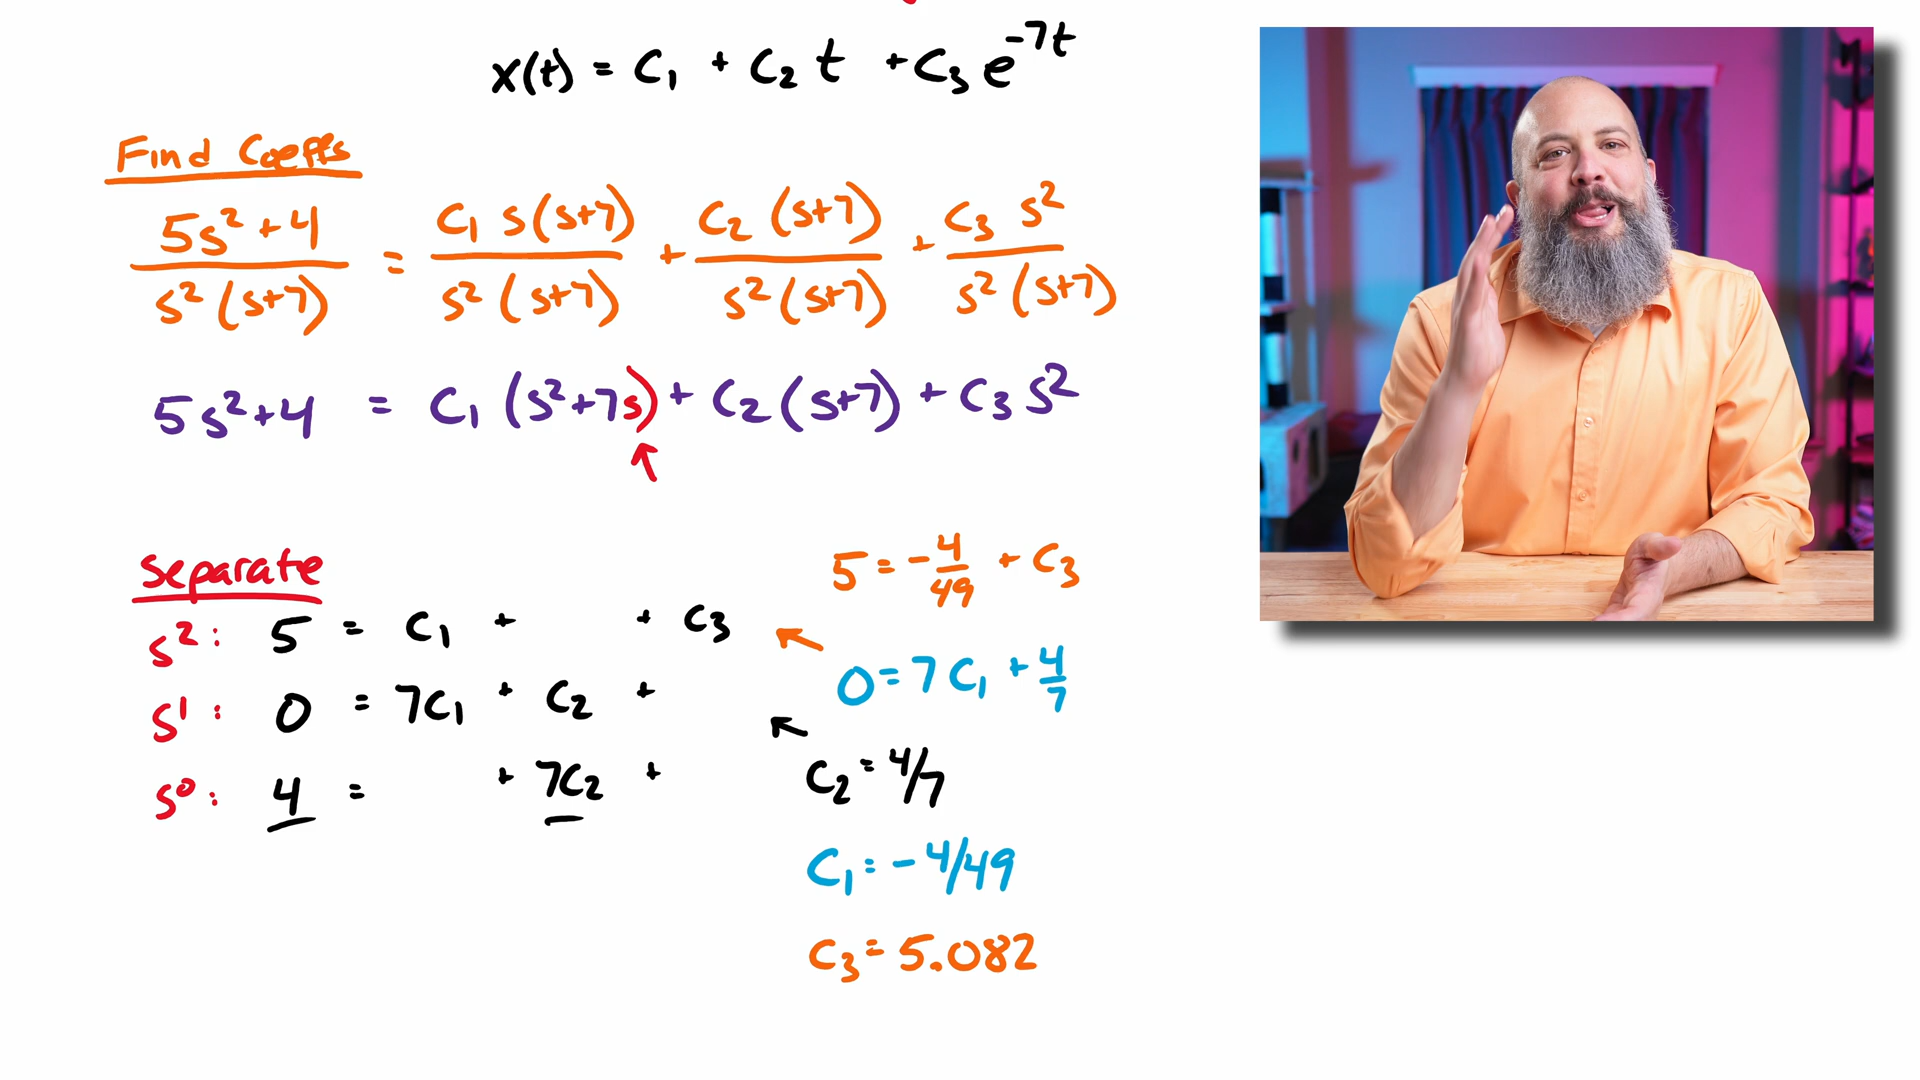 x(t) = C₁ + C₂ t + C₃ e^(-7t)
Find Coeffs
(5s²+4)/(s²(s+7)) = (C₁ s(s+7))/(s²(s+7)) + (C₂ (s+7))/(s²(s+7)) + (C₃ s²)/(s²(s+7))
5s²+4 = C₁ (s²+7s) + C₂ (s+7) + C₃ s²
Separate
s²: 5 = C₁ + + C₃
s¹: 0 = 7C₁ + C₂ +
s⁰: 4 = + 7C₂ +
5 = -4/49 + C₃
0 = 7C₁ + 4/7
C₂ = 4/7
C₁ = -4/49
C₃ = 5.082